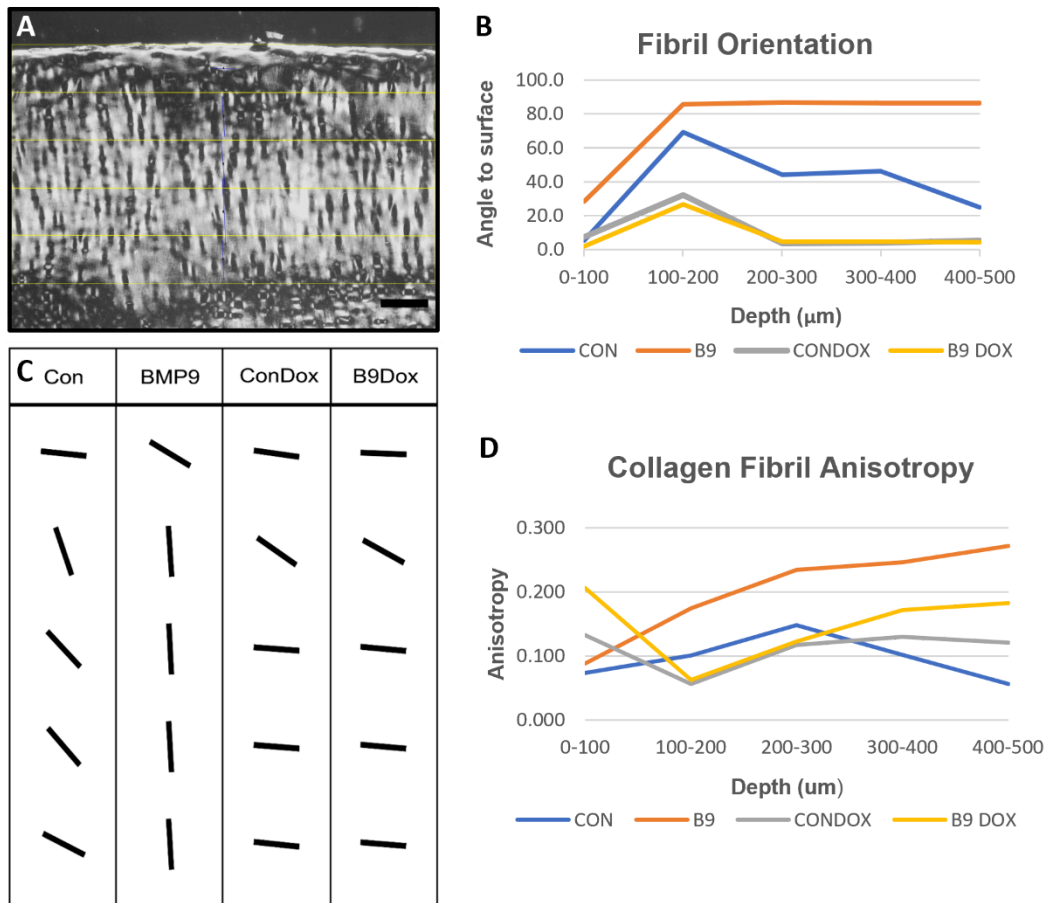 A
B
Fibril Orientation
Angle to surface
100.0
80.0
60.0
40.0
20.0
0.0
0-100 100-200 200-300 300-400 400-500
Depth (μm)
CON B9 CONDOX B9 DOX
C
Con BMP9 ConDox B9Dox
D
Collagen Fibril Anisotropy
Anisotropy
0.300
0.200
0.100
0.000
0-100 100-200 200-300 300-400 400-500
Depth (um)
CON B9 CONDOX B9 DOX